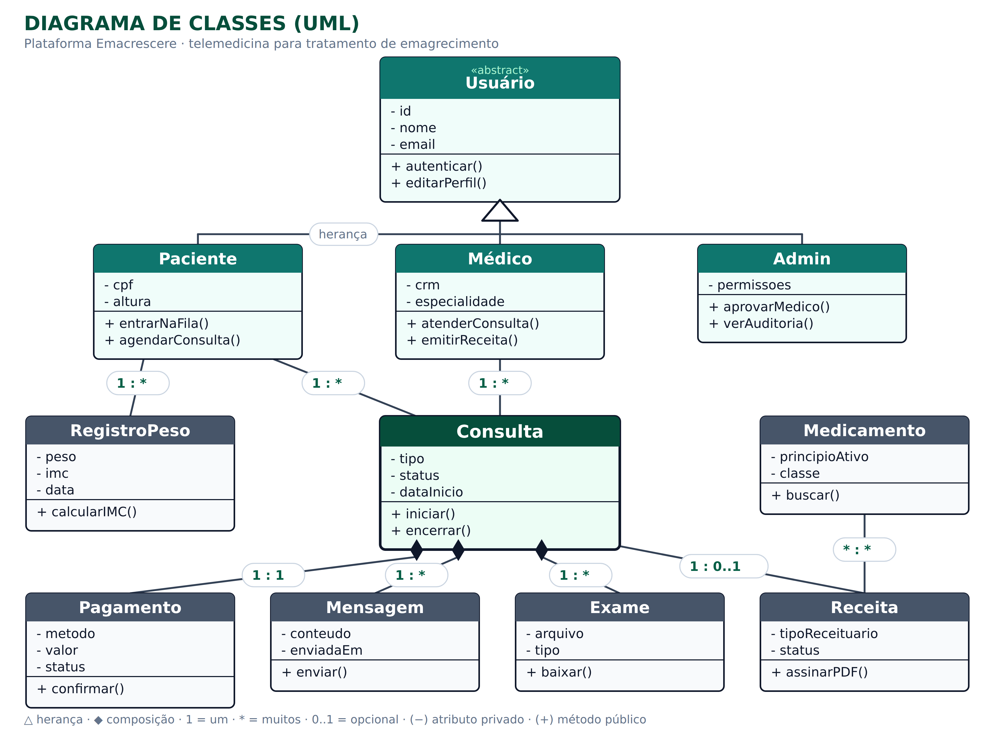 DIAGRAMA DE CLASSES (UML)
Plataforma Emacrescere · telemedicina para tratamento de emagrecimento
«abstract»
Usuário
- id
- nome
- email
+ autenticar()
+ editarPerfil()
herança
Paciente
- cpf
- altura
+ entrarNaFila()
+ agendarConsulta()
Médico
- crm
- especialidade
+ atenderConsulta()
+ emitirReceita()
Admin
- permissoes
+ aprovarMedico()
+ verAuditoria()
1 : *
1 : *
1 : *
RegistroPeso
- peso
- imc
- data
+ calcularIMC()
Consulta
- tipo
- status
- dataInicio
+ iniciar()
+ encerrar()
Medicamento
- principioAtivo
- classe
+ buscar()
* : *
1 : 1
1 : *
1 : *
1 : 0..1
Pagamento
- metodo
- valor
- status
+ confirmar()
Mensagem
- conteudo
- enviadaEm
+ enviar()
Exame
- arquivo
- tipo
+ baixar()
Receita
- tipoReceituario
- status
+ assinarPDF()
△ herança · ◆ composição · 1 = um · * = muitos · 0..1 = opcional · (−) atributo privado · (+) método público